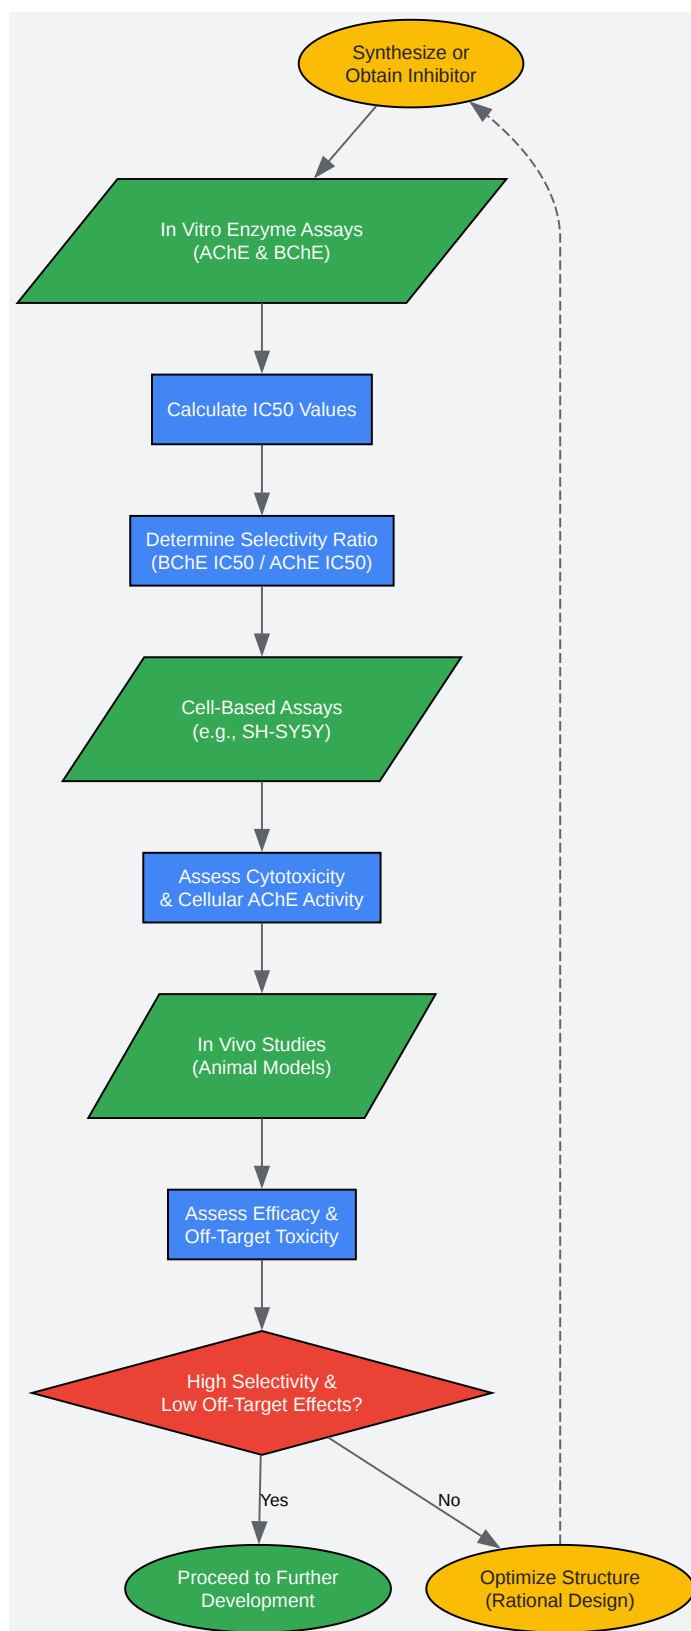 Synthesize or
Obtain Inhibitor
In Vitro Enzyme Assays
(AChE & BChE)
Calculate IC50 Values
Determine Selectivity Ratio
(BChE IC50 / AChE IC50)
Cell-Based Assays
(e.g., SH-SY5Y)
Assess Cytotoxicity
& Cellular AChE Activity
In Vivo Studies
(Animal Models)
Assess Efficacy &
Off-Target Toxicity
High Selectivity &
Low Off-Target Effects?
Yes
No
Proceed to Further
Development
Optimize Structure
(Rational Design)